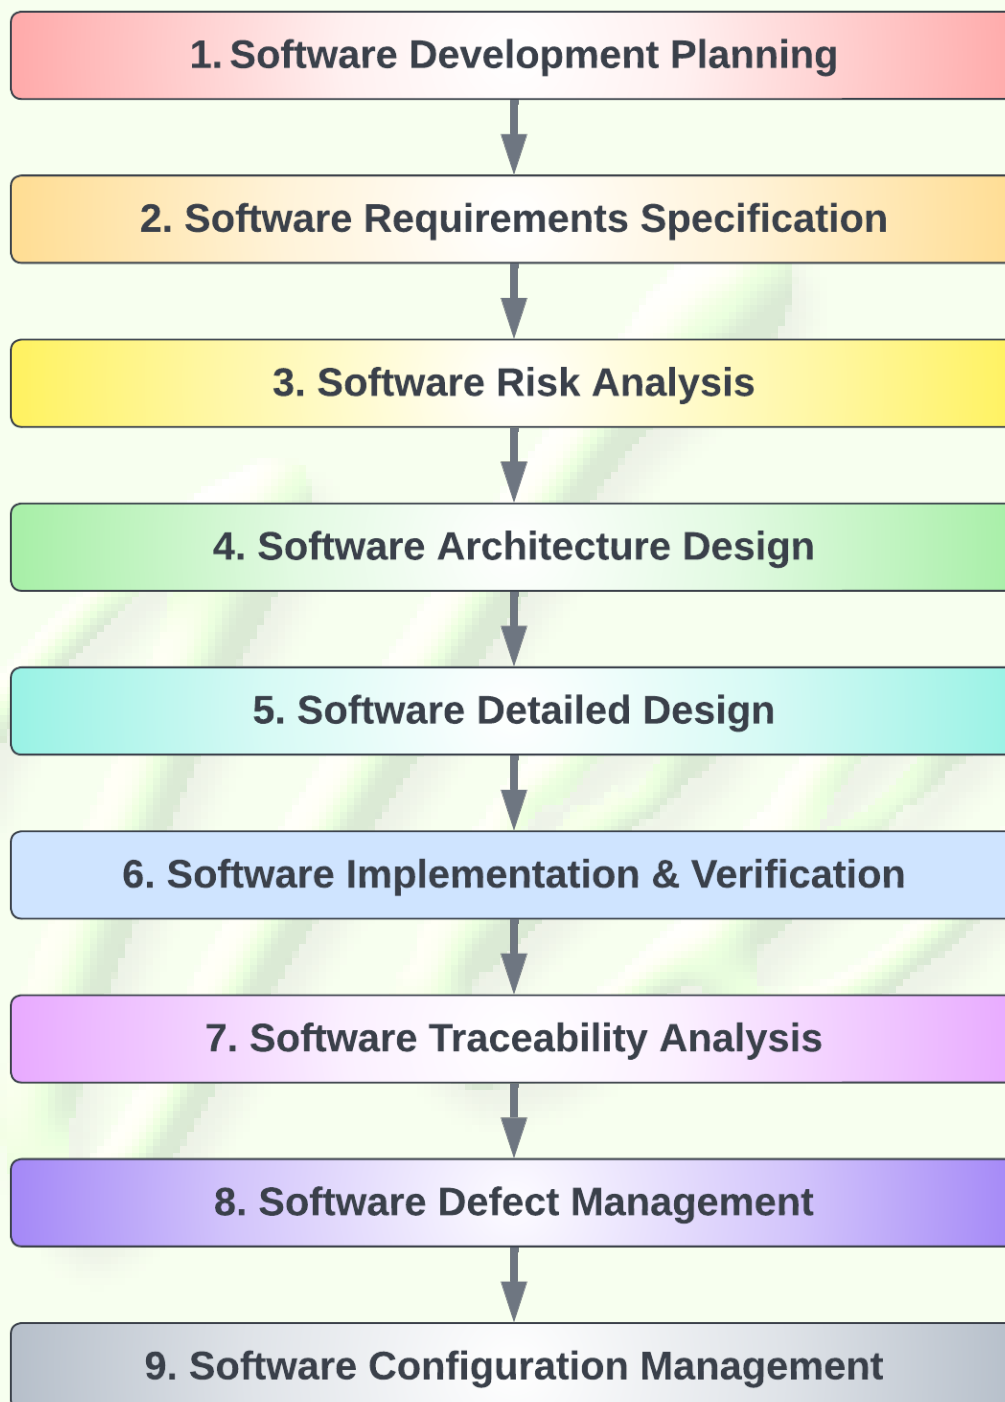 1. Software Development Planning
2. Software Requirements Specification
3. Software Risk Analysis
4. Software Architecture Design
5. Software Detailed Design
6. Software Implementation & Verification
7. Software Traceability Analysis
8. Software Defect Management
9. Software Configuration Management